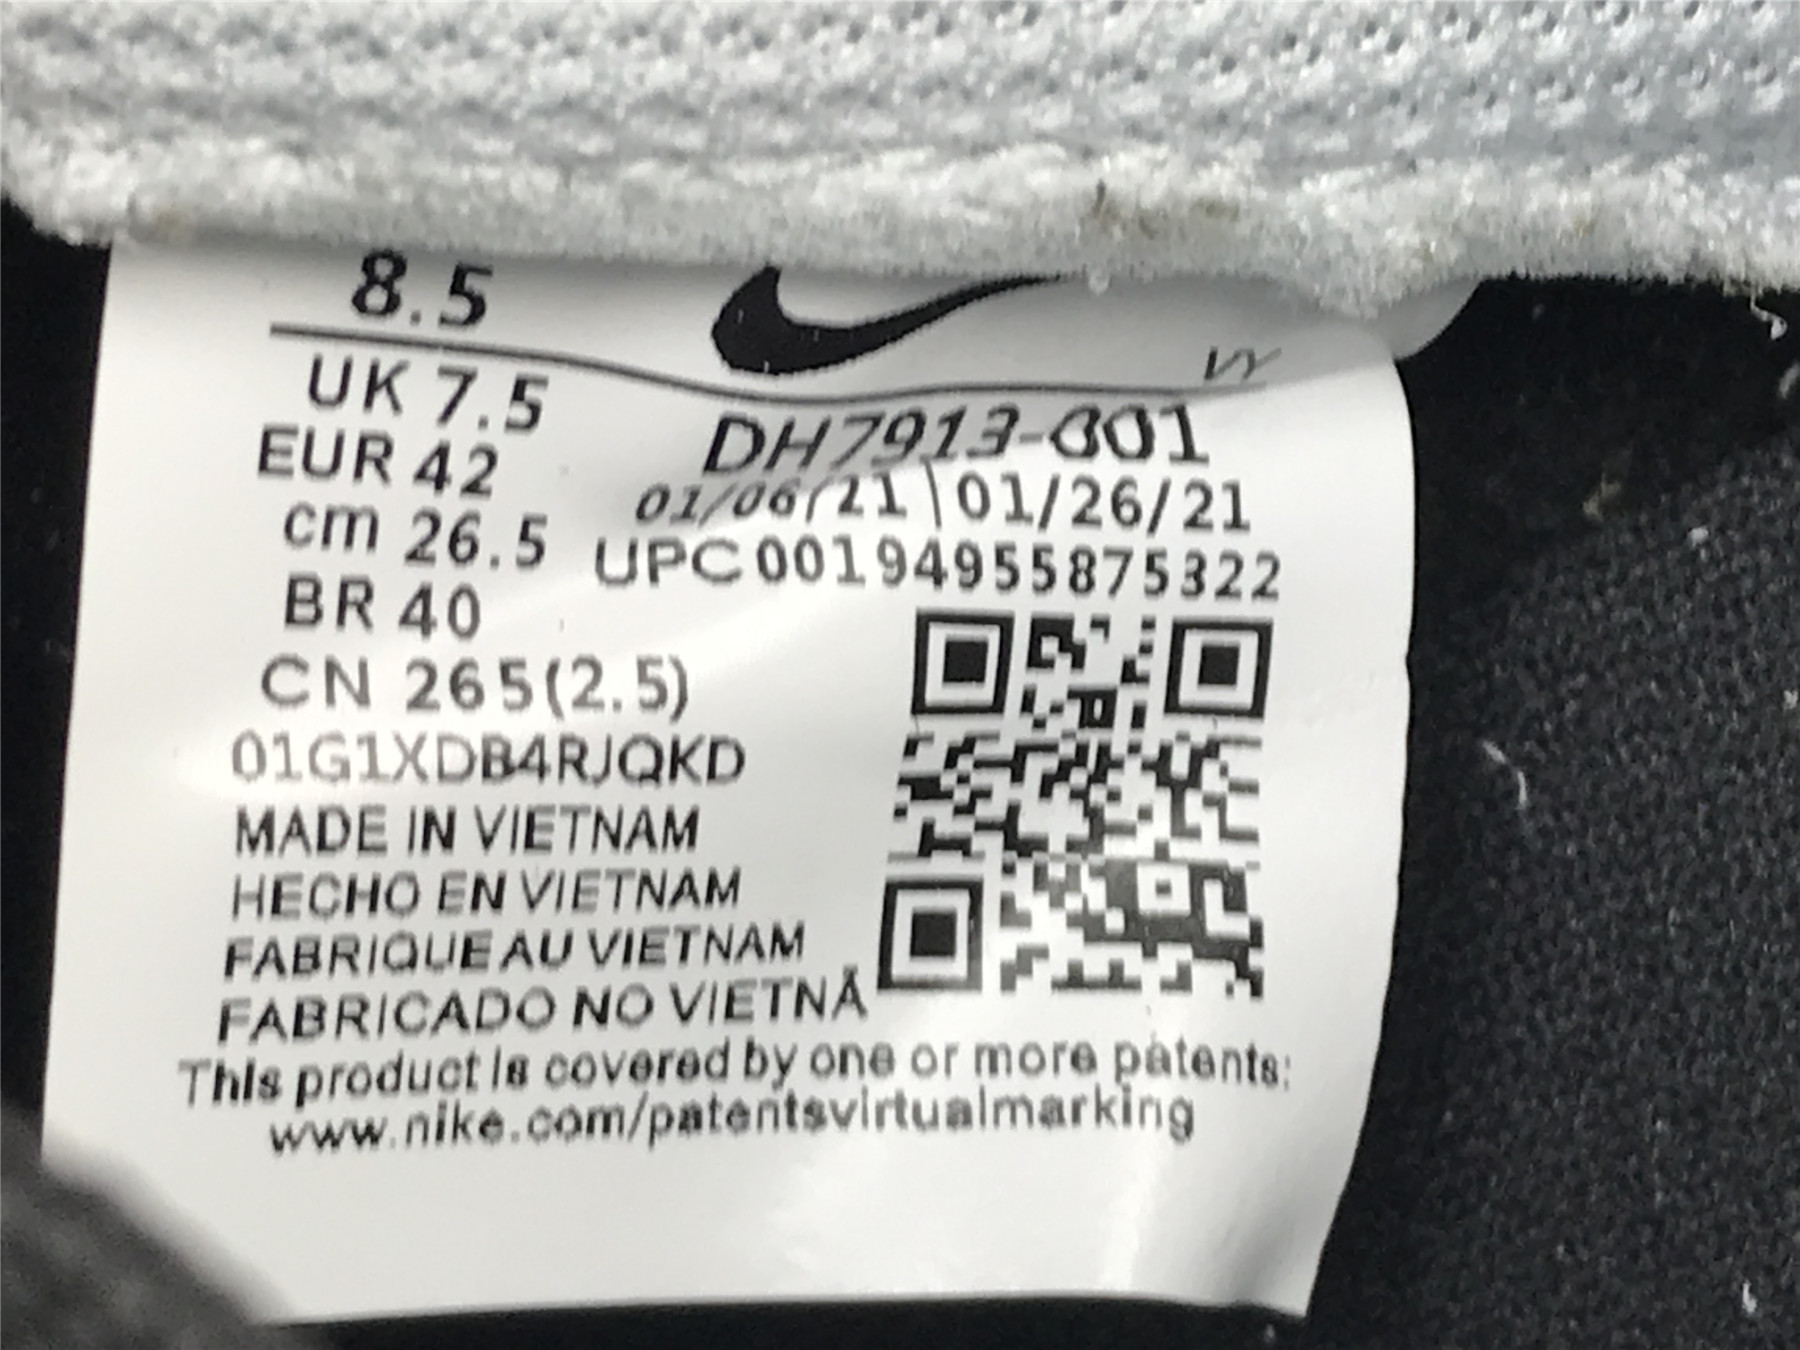 8.5
VY
UK 7.5
EUR 42
cm 26.5
BR 40
CN 265(2.5)
DH7913-001
01/06/21 01/26/21
UPC00194955875322
01G1XDB4RJQKD
MADE IN VIETNAM
HECHO EN VIETNAM
FABRIQUE AU VIETNAM
FABRICADO NO VIETNÃ
This product is covered by one or more patents:
www.nike.com/patentsvirtualmarking